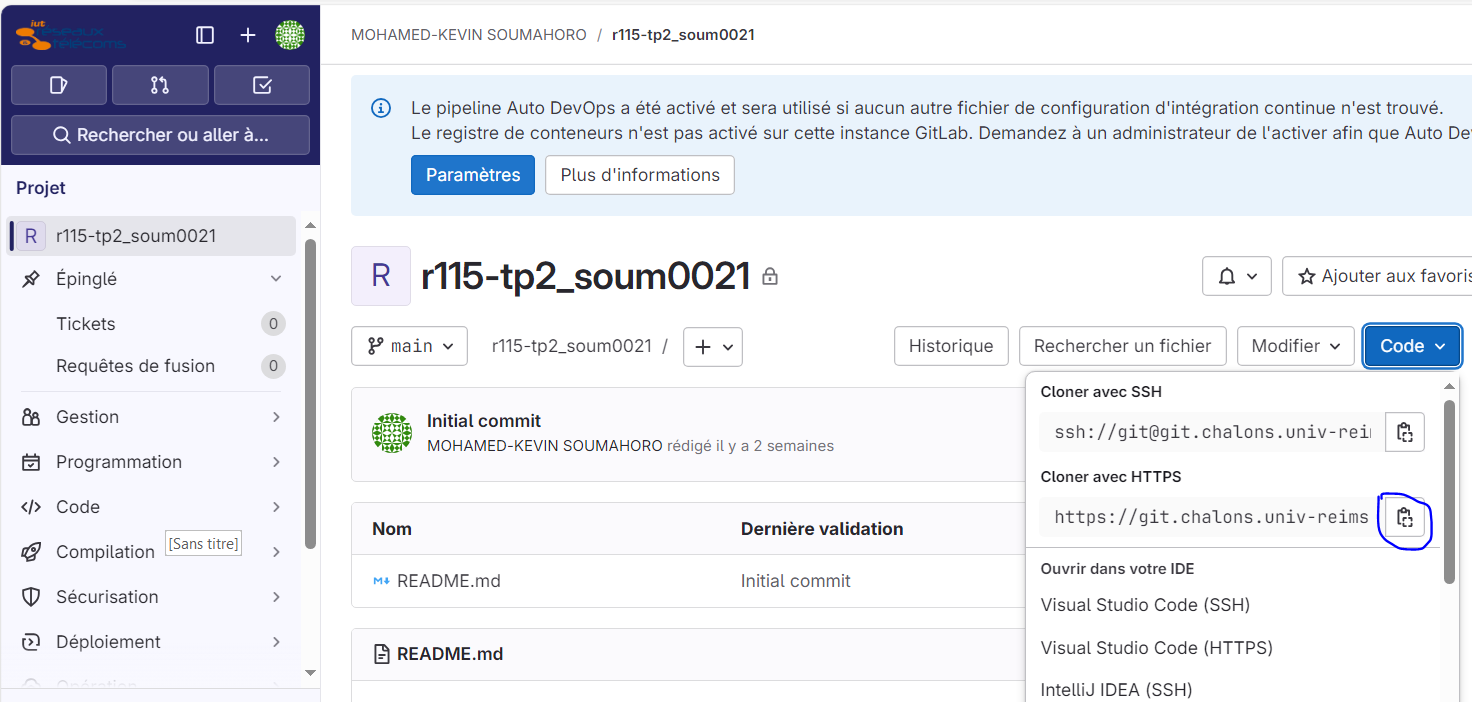 iut
réseaux
télécoms
MOHAMED-KEVIN SOUMAHORO / r115-tp2_soum0021
Rechercher ou aller à...
Projet
R r115-tp2_soum0021
Épinglé
Tickets 0
Requêtes de fusion 0
Gestion
Programmation
Code
Compilation
[Sans titre]
Sécurisation
Déploiement
Opération
Le pipeline Auto DevOps a été activé et sera utilisé si aucun autre fichier de configuration d'intégration continue n'est trouvé.
Le registre de conteneurs n'est pas activé sur cette instance GitLab. Demandez à un administrateur de l'activer afin que Auto De
Paramètres Plus d'informations
R r115-tp2_soum0021
Ajouter aux favoris
main r115-tp2_soum0021 / + Historique Rechercher un fichier Modifier Code
Initial commit
MOHAMED-KEVIN SOUMAHORO rédigé il y a 2 semaines
Nom Dernière validation
README.md Initial commit
README.md
Cloner avec SSH
ssh://git@git.chalons.univ-rei
Cloner avec HTTPS
https://git.chalons.univ-reims
Ouvrir dans votre IDE
Visual Studio Code (SSH)
Visual Studio Code (HTTPS)
IntelliJ IDEA (SSH)